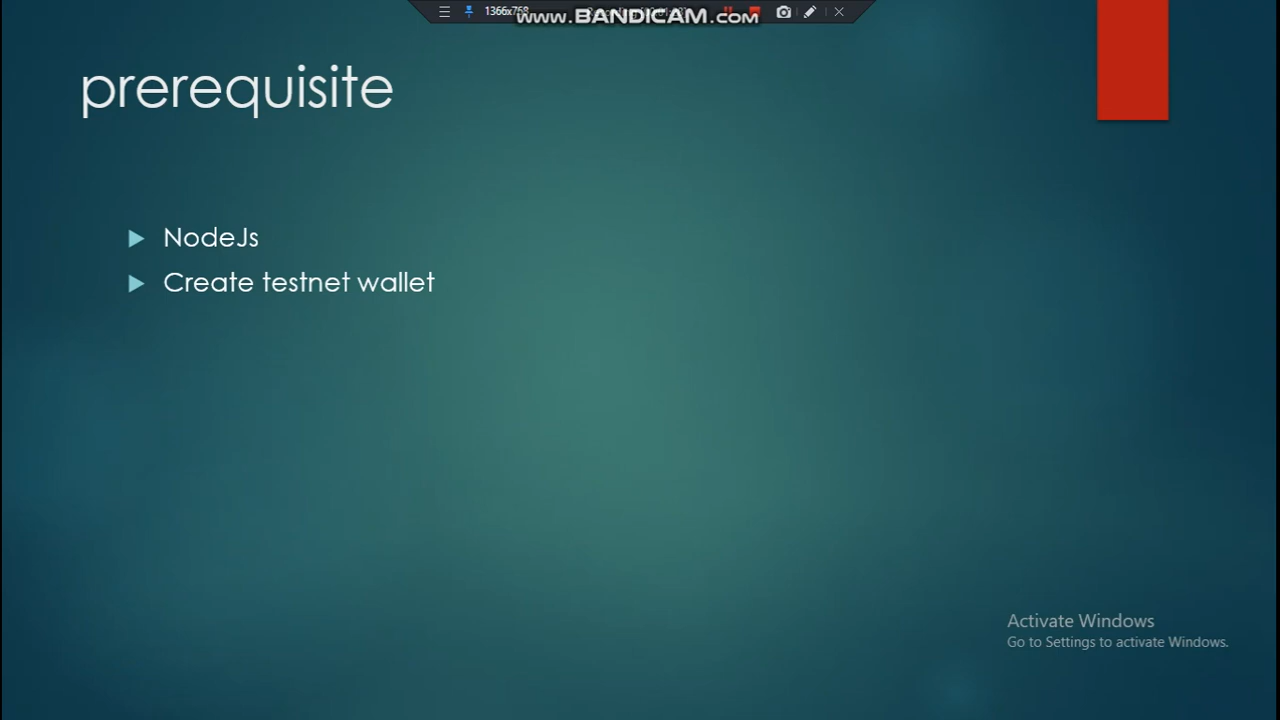 1366x768
www.BANDICAM.com
prerequisite
NodeJs
Create testnet wallet
Activate Windows
Go to Settings to activate Windows.